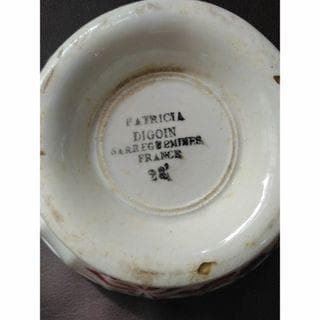 PATRICIA
DIGOIN
SARREGUEMINES
FRANCE